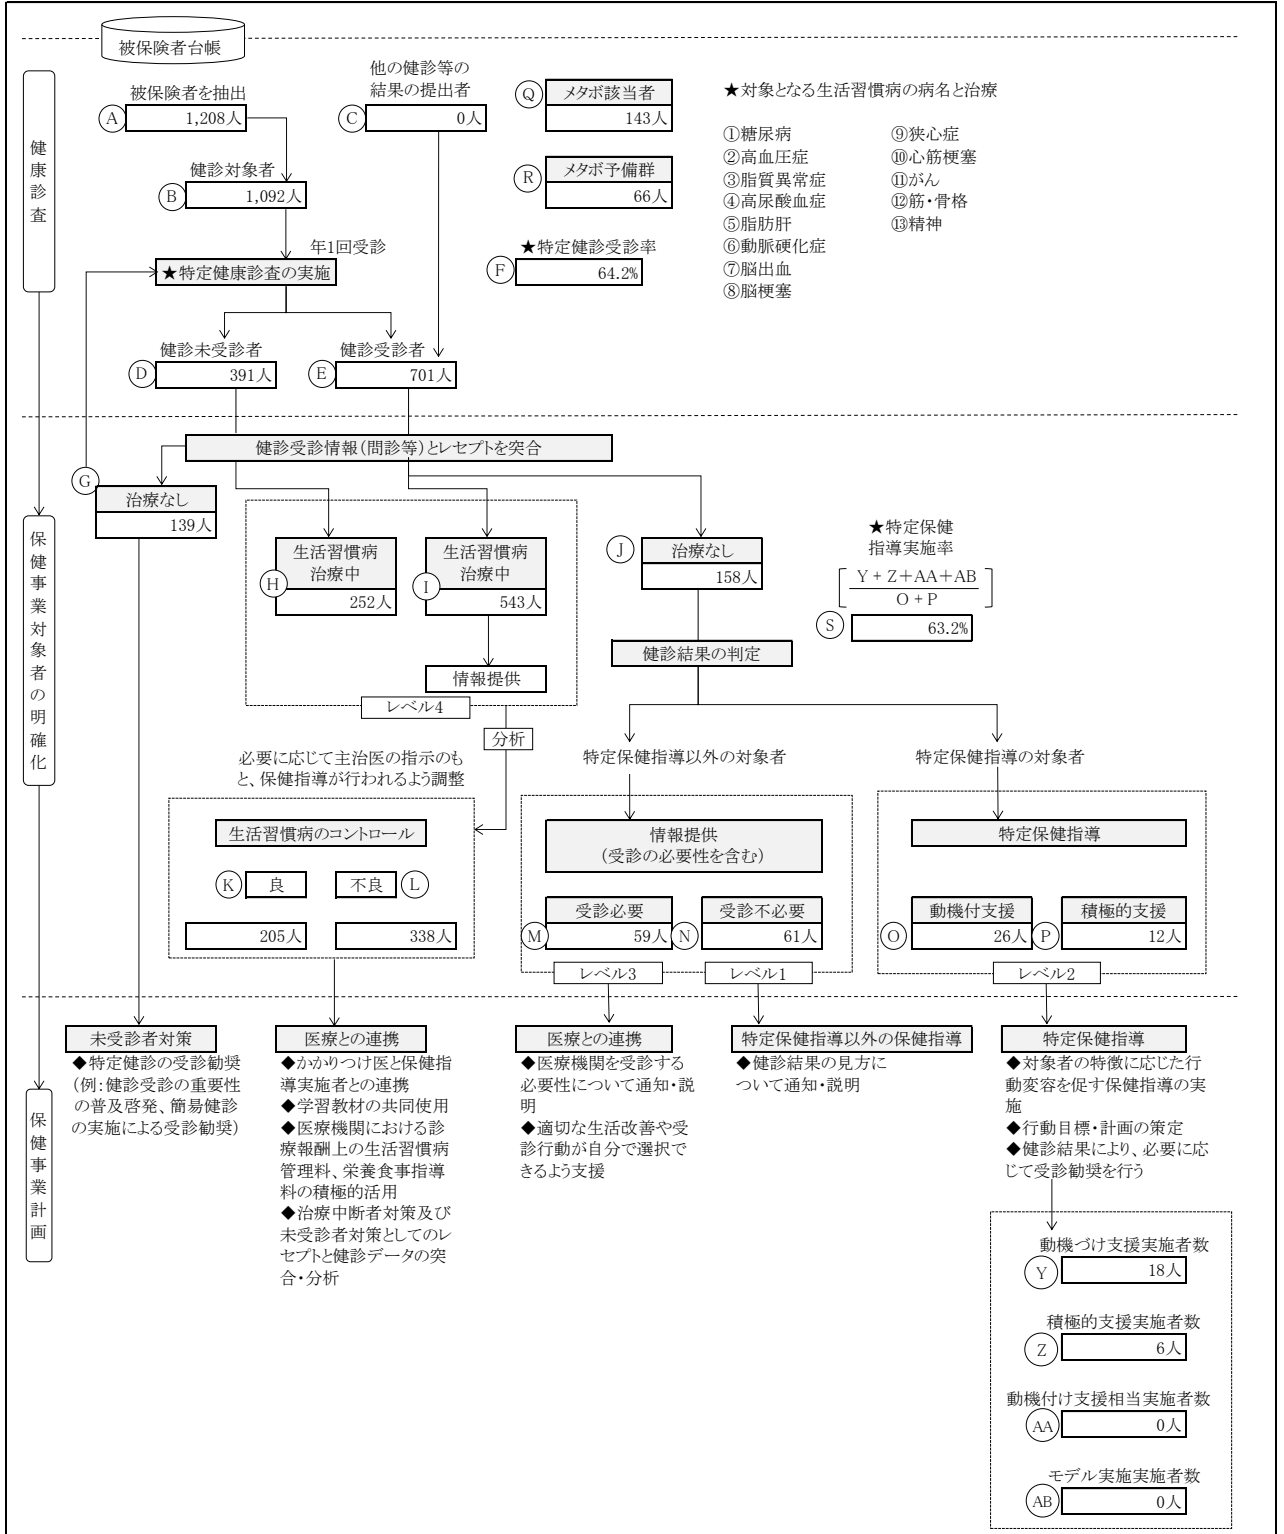 被保険者台帳
健康診査
被保険者を抽出
A
1,208人
他の健診等の
結果の提出者
C
0人
Q
メタボ該当者
143人
R
メタボ予備群
66人
健診対象者
B
1,092人
年1回受診
★特定健康診査の実施
★特定健診受診率
F
64.2%
★対象となる生活習慣病の病名と治療
①糖尿病
②高血圧症
③脂質異常症
④高尿酸血症
⑤脂肪肝
⑥動脈硬化症
⑦脳出血
⑧脳梗塞
⑨狭心症
⑩心筋梗塞
⑪がん
⑫筋・骨格
⑬精神
健診未受診者
D
391人
健診受診者
E
701人
保健事業対象者の明確化
健診受診情報(問診等)とレセプトを突合
G
治療なし
139人
生活習慣病
治療中
H
252人
生活習慣病
治療中
I
543人
情報提供
レベル4
分析
J
治療なし
158人
健診結果の判定
★特定保健
指導実施率
Y + Z+AA+AB
O + P
S
63.2%
必要に応じて主治医の指示のも
と、保健指導が行われるよう調整
特定保健指導以外の対象者
特定保健指導の対象者
生活習慣病のコントロール
K
良
不良
L
205人
338人
情報提供
(受診の必要性を含む)
受診必要
M
59人
受診不必要
N
61人
レベル3
レベル1
特定保健指導
動機付支援
O
26人
積極的支援
P
12人
レベル2
保健事業計画
未受診者対策
◆特定健診の受診勧奨
(例:健診受診の重要性
の普及啓発、簡易健診
の実施による受診勧奨)
医療との連携
◆かかりつけ医と保健指
導実施者との連携
◆学習教材の共同使用
◆医療機関における診
療報酬上の生活習慣病
管理料、栄養食事指導
料の積極的活用
◆治療中断者対策及び
未受診者対策としてのレ
セプトと健診データの突
合・分析
医療との連携
◆医療機関を受診する
必要性について通知・説
明
◆適切な生活改善や受
診行動が自分で選択で
きるよう支援
特定保健指導以外の保健指導
◆健診結果の見方に
ついて通知・説明
特定保健指導
◆対象者の特徴に応じた行
動変容を促す保健指導の実
施
◆行動目標・計画の策定
◆健診結果により、必要に応
じて受診勧奨を行う
動機づけ支援実施者数
Y
18人
積極的支援実施者数
Z
6人
動機付け支援相当実施者数
AA
0人
モデル実施実施者数
AB
0人